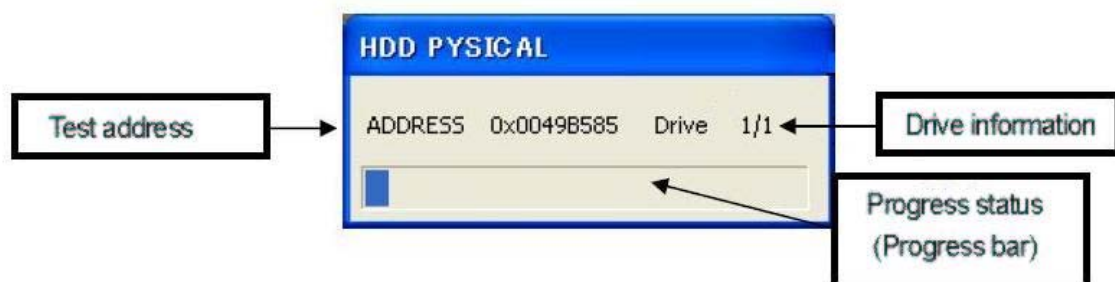 HDD PYSICAL
Test address
ADDRESS 0x0049B585 Drive 1/1
Drive information
Progress status
(Progress bar)